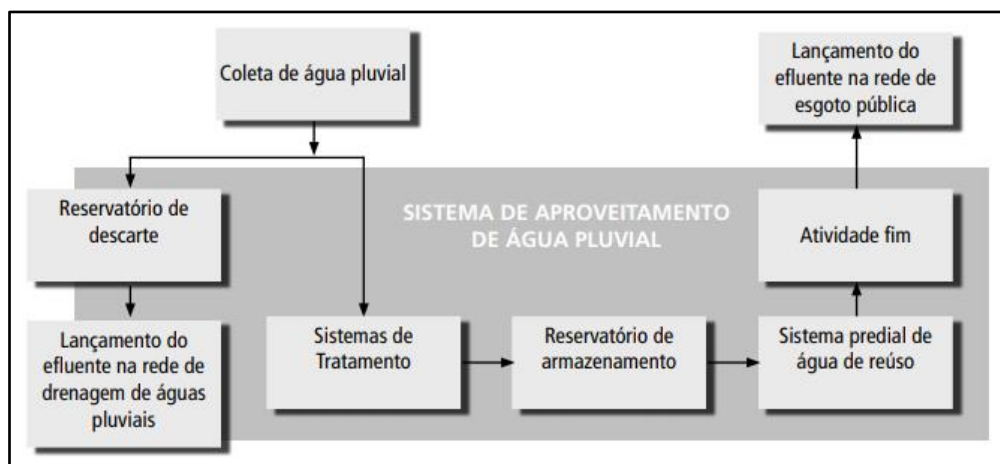 Coleta de água pluvial
Lançamento do
efluente na rede de
esgoto pública
Reservatório de
descarte
SISTEMA DE APROVEITAMENTO
DE ÁGUA PLUVIAL
Atividade fim
Lançamento do
efluente na rede de
drenagem de águas
pluviais
Sistemas de
Tratamento
Reservatório de
armazenamento
Sistema predial de
água de reúso